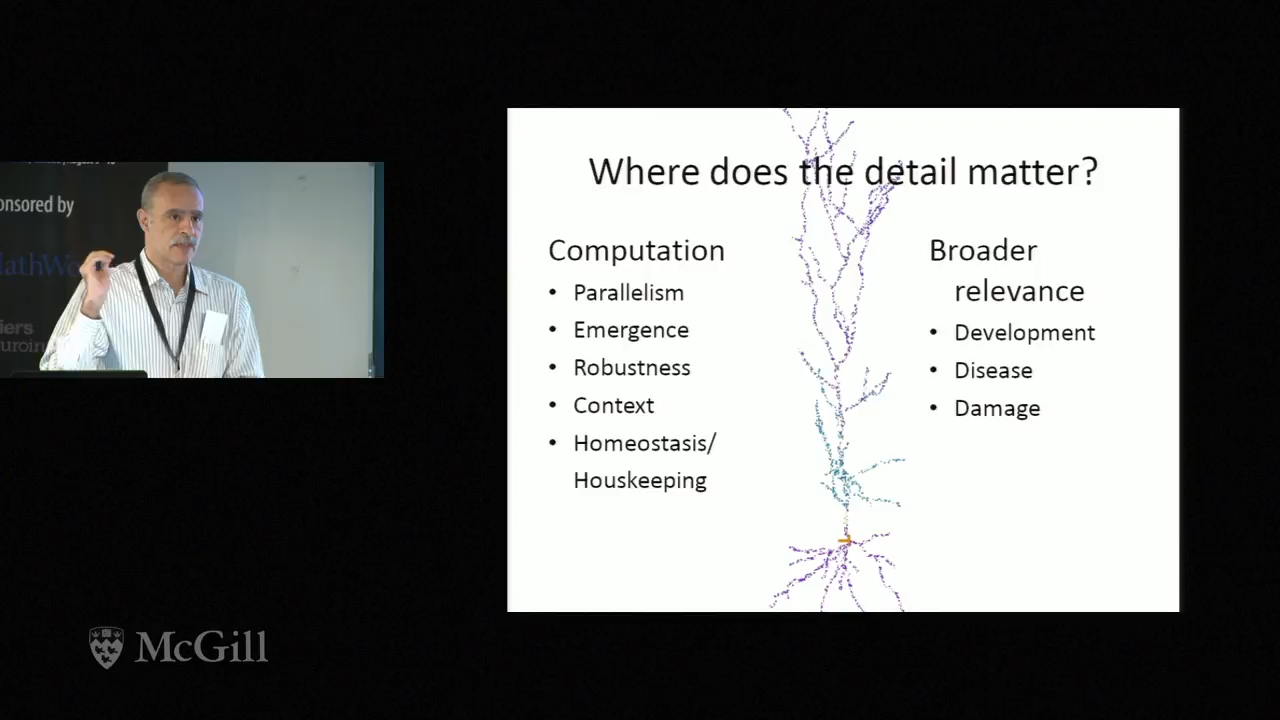 onsored by
Where does the detail matter?
Computation
• Parallelism
• Emergence
• Robustness
• Context
• Homeostasis/
Houskeeping
Broader
relevance
• Development
• Disease
• Damage
McGill